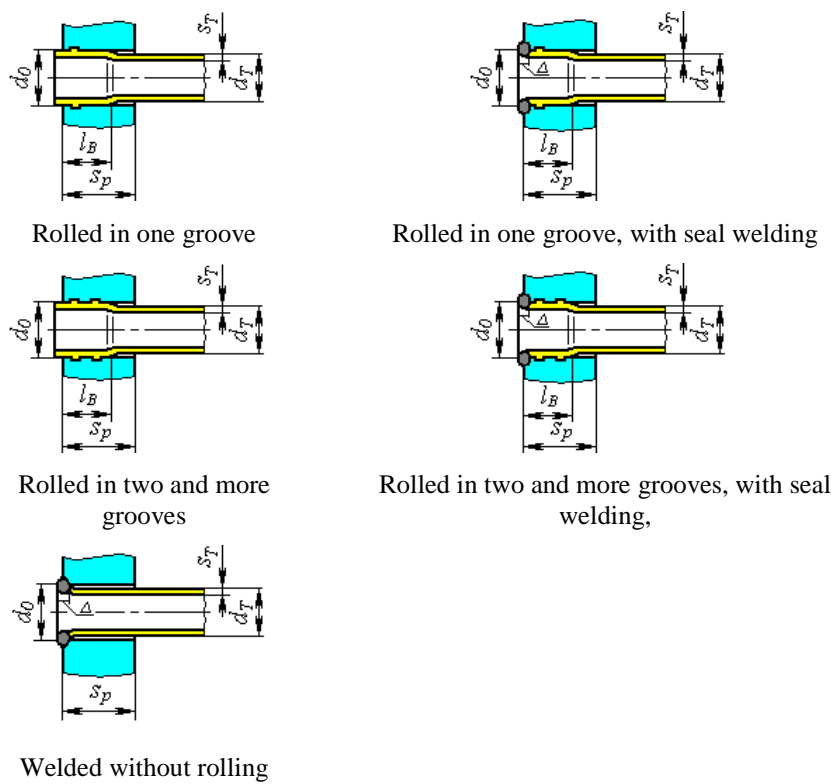 s_T
d_0
d_T
l_B
s_p
Rolled in one groove
s_T
d_0
Δ
d_T
l_B
s_p
Rolled in one groove, with seal welding
s_T
d_0
d_T
l_B
s_p
Rolled in two and more
grooves
s_T
d_0
Δ
d_T
l_B
s_p
Rolled in two and more grooves, with seal
welding,
s_T
d_0
Δ
d_T
s_p
Welded without rolling